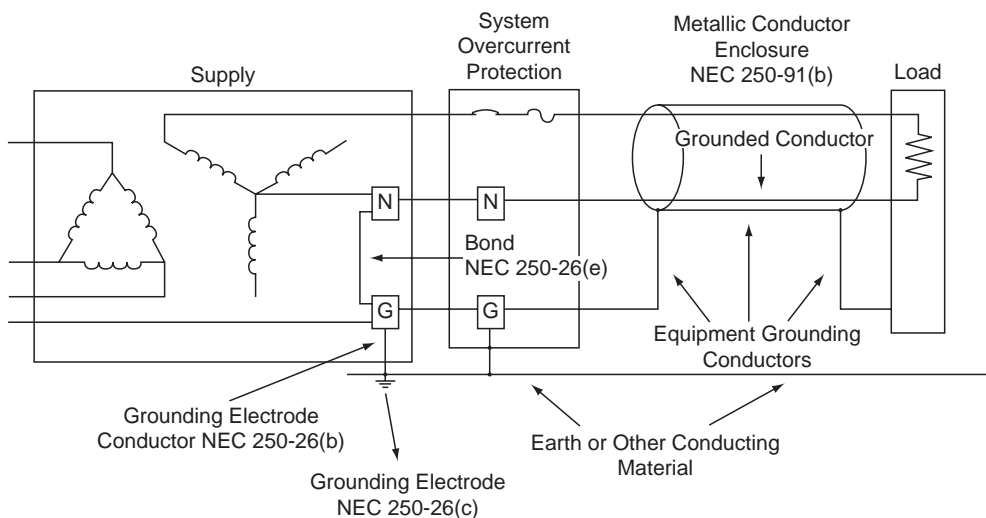 System
Overcurrent
Protection
Metallic Conductor
Enclosure
NEC 250-91(b)
Supply
Load
Grounded Conductor
N
N
Bond
NEC 250-26(e)
G
G
Equipment Grounding
Conductors
Grounding Electrode
Conductor NEC 250-26(b)
Earth or Other Conducting
Material
Grounding Electrode
NEC 250-26(c)